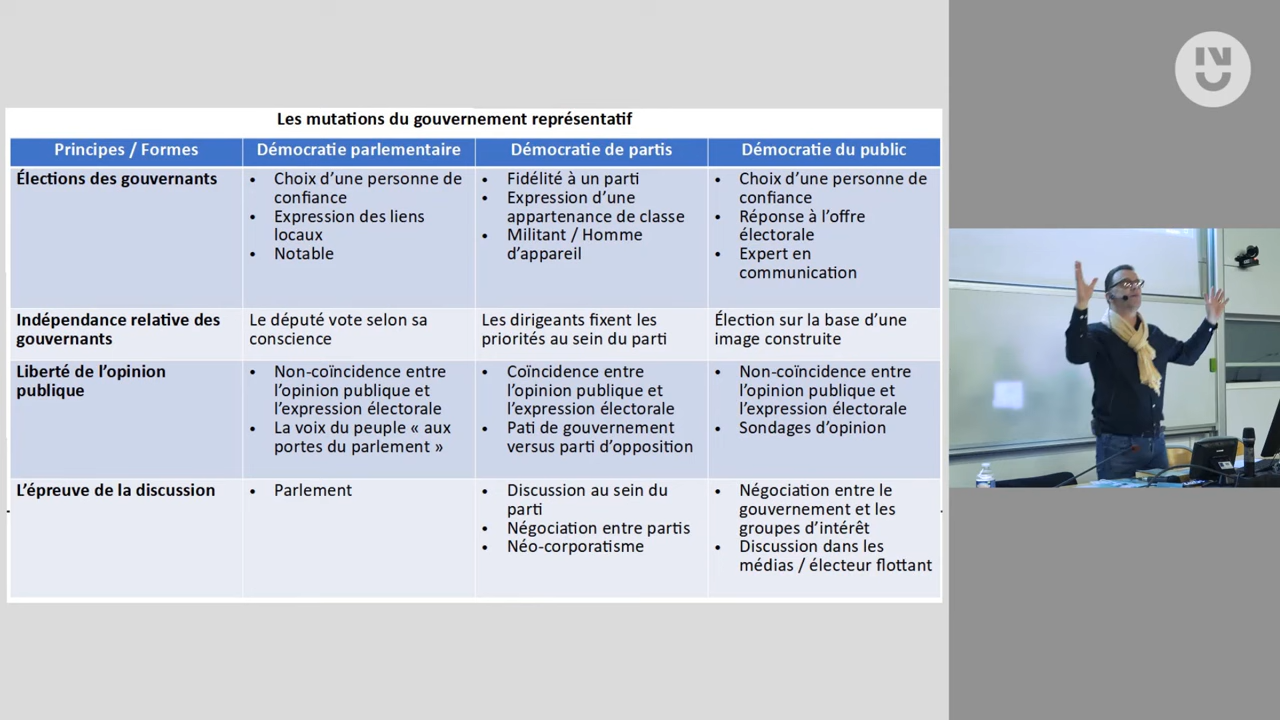 Les mutations du gouvernement représentatif
Principes / Formes
Démocratie parlementaire
Démocratie de partis
Démocratie du public
Élections des gouvernants
• Choix d’une personne de
confiance
• Expression des liens
locaux
• Notable
• Fidélité à un parti
• Expression d’une
appartenance de classe
• Militant / Homme
d’appareil
• Choix d’une personne de
confiance
• Réponse à l’offre
électorale
• Expert en
communication
Indépendance relative des
gouvernants
Le député vote selon sa
conscience
Les dirigeants fixent les
priorités au sein du parti
Élection sur la base d’une
image construite
Liberté de l’opinion
publique
• Non-coïncidence entre
l’opinion publique et
l’expression électorale
• La voix du peuple « aux
portes du parlement »
• Coïncidence entre
l’opinion publique et
l’expression électorale
• Pati de gouvernement
versus parti d’opposition
• Non-coïncidence entre
l’opinion publique et
l’expression électorale
• Sondages d’opinion
L’épreuve de la discussion
• Parlement
• Discussion au sein du
parti
• Négociation entre partis
• Néo-corporatisme
• Négociation entre le
gouvernement et les
groupes d’intérêt
• Discussion dans les
médias / électeur flottant